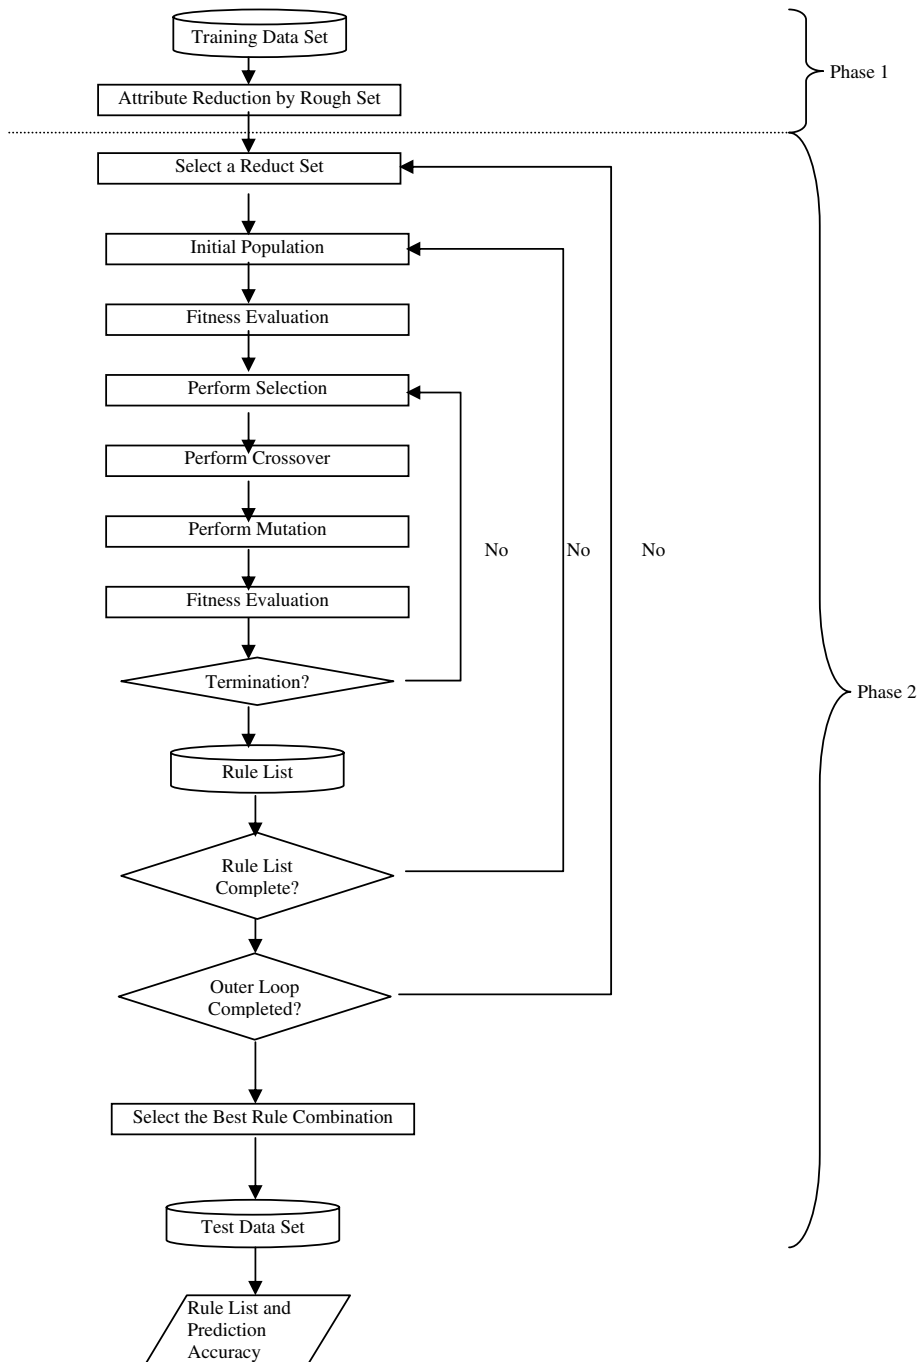 Training Data Set
Phase 1
Attribute Reduction by Rough Set
Select a Reduct Set
Initial Population
Fitness Evaluation
Perform Selection
Perform Crossover
Perform Mutation
No
No
No
Fitness Evaluation
Termination?
Phase 2
Rule List
Rule List
Complete?
Outer Loop
Completed?
Select the Best Rule Combination
Test Data Set
Rule List and
Prediction
Accuracy